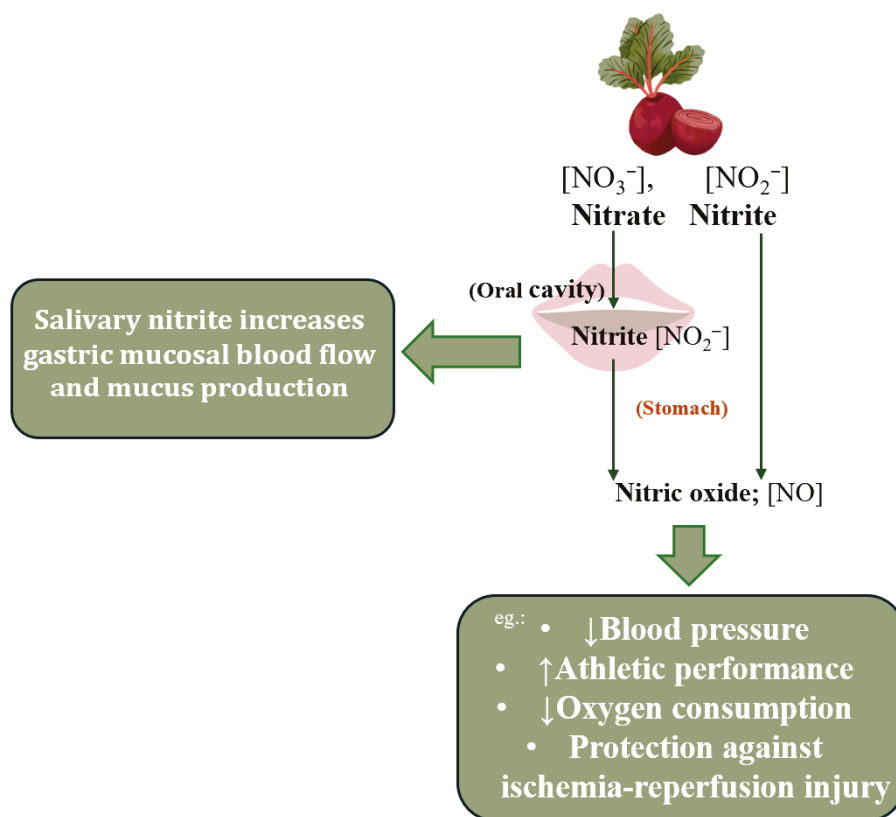 [NO₃⁻], [NO₂⁻]
Nitrate Nitrite
(Oral cavity)
Nitrite [NO₂⁻]
Salivary nitrite increases
gastric mucosal blood flow
and mucus production
(Stomach)
Nitric oxide; [NO]
eg.: • ↓Blood pressure
• ↑Athletic performance
• ↓Oxygen consumption
• Protection against
ischemia-reperfusion injury